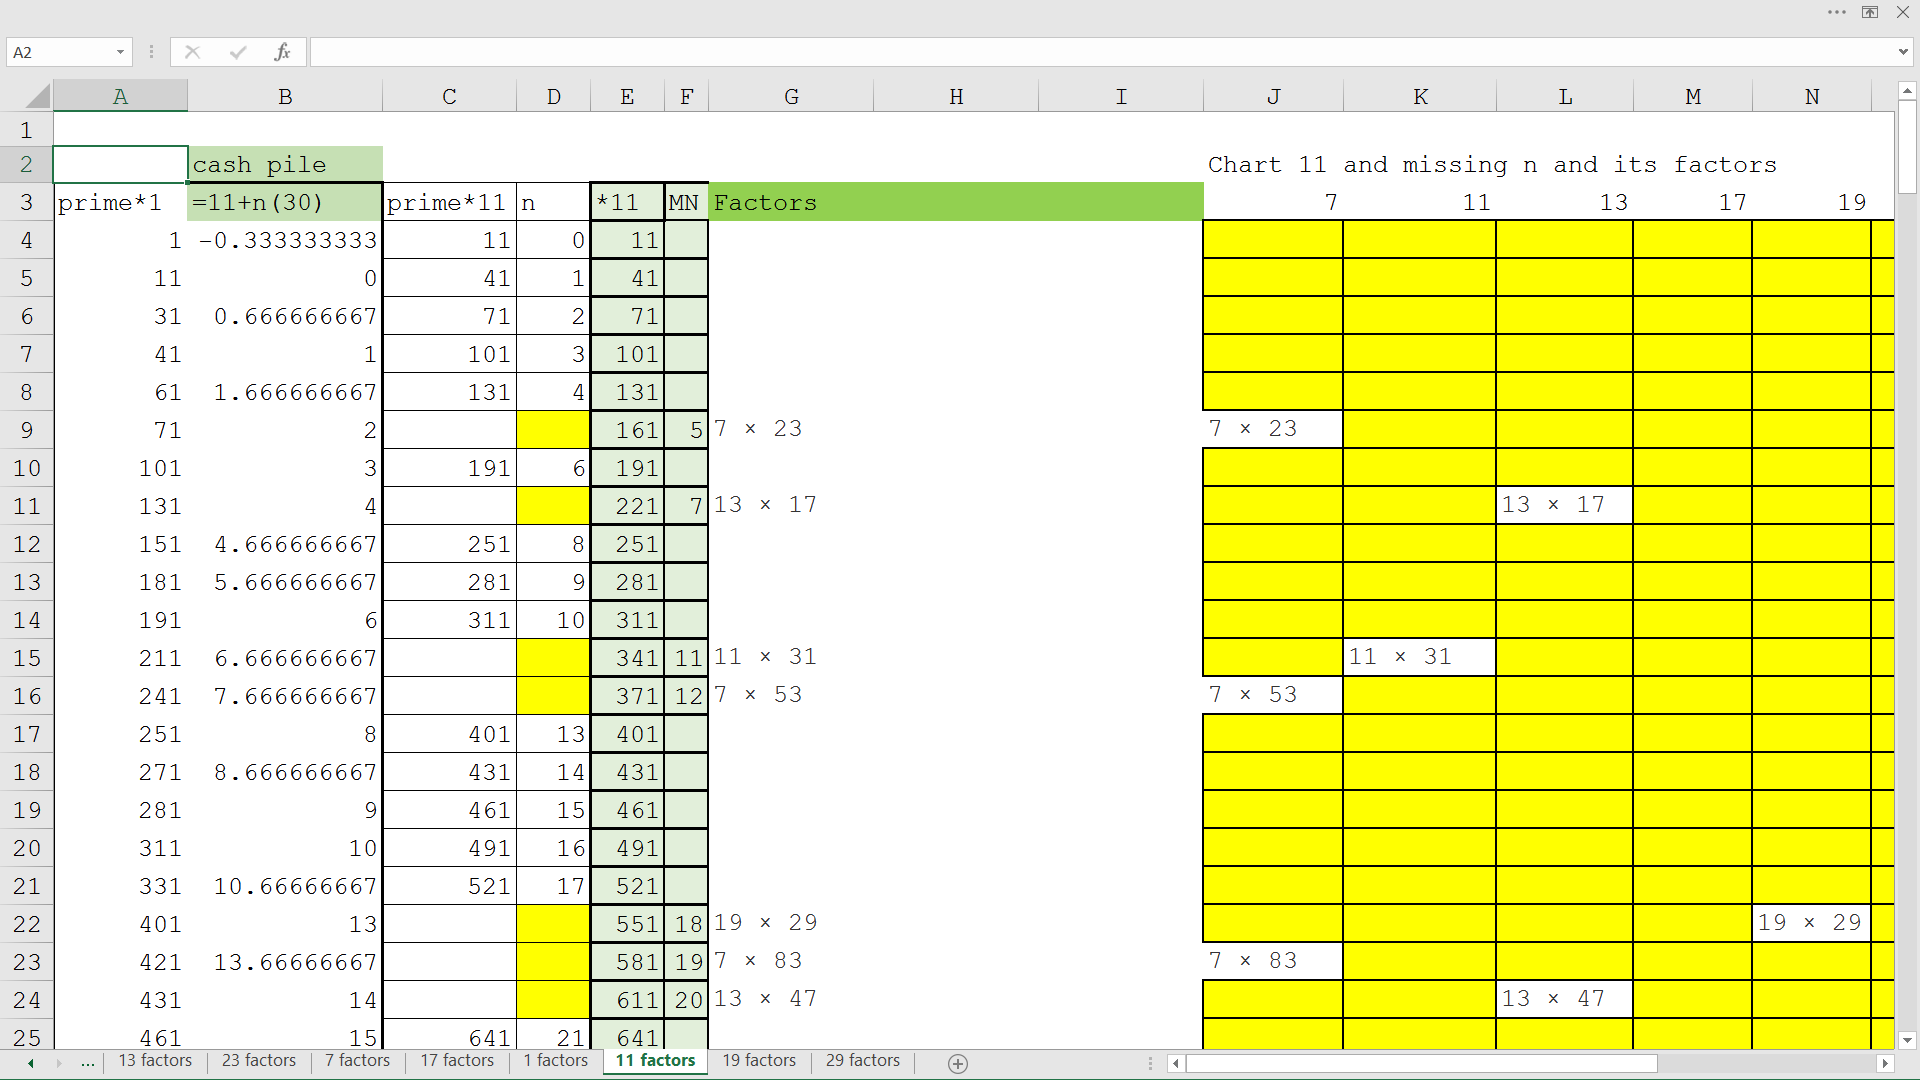 A2 fx
A B C D E F G H I J K L M N
1
2 cash pile Chart 11 and missing n and its factors
3 prime*1 =11+n(30) prime*11 n *11 MN Factors 7 11 13 17 19
4 1 -0.333333333 11 0 11
5 11 0 41 1 41
6 31 0.666666667 71 2 71
7 41 1 101 3 101
8 61 1.666666667 131 4 131
9 71 2 161 5 7 × 23 7 × 23
10 101 3 191 6 191
11 131 4 221 7 13 × 17 13 × 17
12 151 4.666666667 251 8 251
13 181 5.666666667 281 9 281
14 191 6 311 10 311
15 211 6.666666667 341 11 11 × 31 11 × 31
16 241 7.666666667 371 12 7 × 53 7 × 53
17 251 8 401 13 401
18 271 8.666666667 431 14 431
19 281 9 461 15 461
20 311 10 491 16 491
21 331 10.66666667 521 17 521
22 401 13 551 18 19 × 29 19 × 29
23 421 13.66666667 581 19 7 × 83 7 × 83
24 431 14 611 20 13 × 47 13 × 47
25 461 15 641 21 641
... 13 factors 23 factors 7 factors 17 factors 1 factors 11 factors 19 factors 29 factors